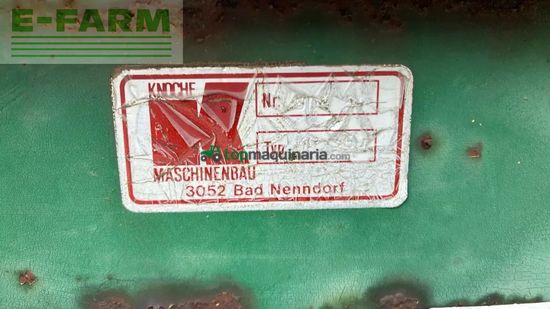 E-FARM
KNOCHE
Nr.
Typ
topmaquinaria.com
MASCHINENBAU
3052 Bad Nenndorf